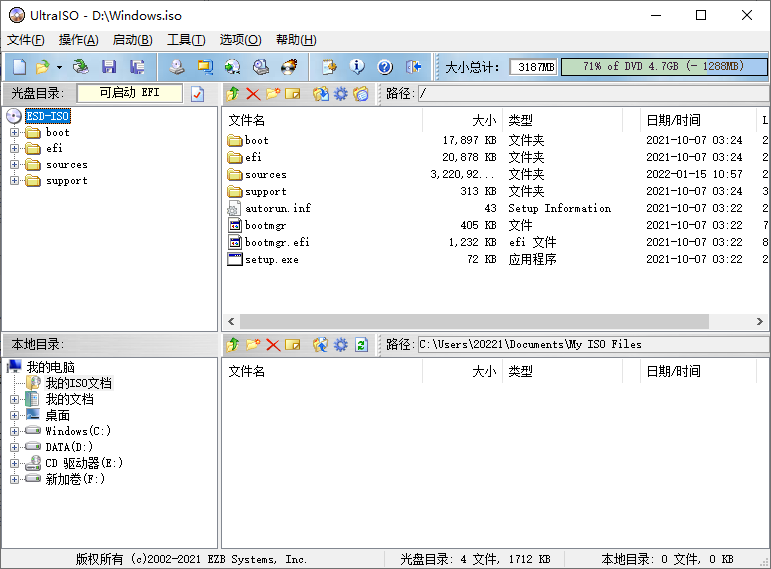 UltraISO - D:\Windows.iso
文件(F) 操作(A) 启动(B) 工具(T) 选项(O) 帮助(H)
大小总计: 3187MB 71% of DVD 4.7GB (- 1288MB)
光盘目录: 可启动 EFI 路径: /
ESD-ISO
boot
efi
sources
support
文件名 大小 类型 日期/时间 L
boot 17,897 KB 文件夹 2021-10-07 03:24 2
efi 20,878 KB 文件夹 2021-10-07 03:24 2
sources 3,220,92... 文件夹 2022-01-15 10:57 2
support 313 KB 文件夹 2021-10-07 03:24 3
autorun.inf 43 Setup Information 2021-10-07 03:22 2
bootmgr 405 KB 文件 2021-10-07 03:22 7
bootmgr.efi 1,232 KB efi 文件 2021-10-07 03:22 8
setup.exe 72 KB 应用程序 2021-10-07 03:22 2
本地目录: 路径: C:\Users\20221\Documents\My ISO Files
我的电脑
我的ISO文档
我的文档
桌面
Windows(C:)
DATA(D:)
CD 驱动器(E:)
新加卷(F:)
文件名 大小 类型 日期/时间
版权所有 (c)2002-2021 EZB Systems, Inc. 光盘目录: 4 文件, 1712 KB 本地目录: 0 文件, 0 KB